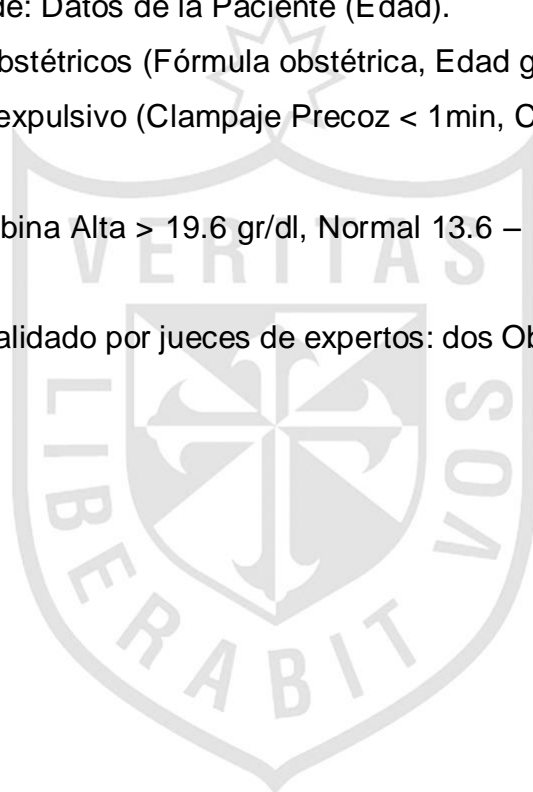 de: Datos de la Paciente (Edad).
bstétricos (Fórmula obstétrica, Edad g
expulsivo (Clampaje Precoz < 1min, C
bina Alta > 19.6 gr/dl, Normal 13.6 –
alidado por jueces de expertos: dos Ob
VERITAS
LIBERABIT
VOS